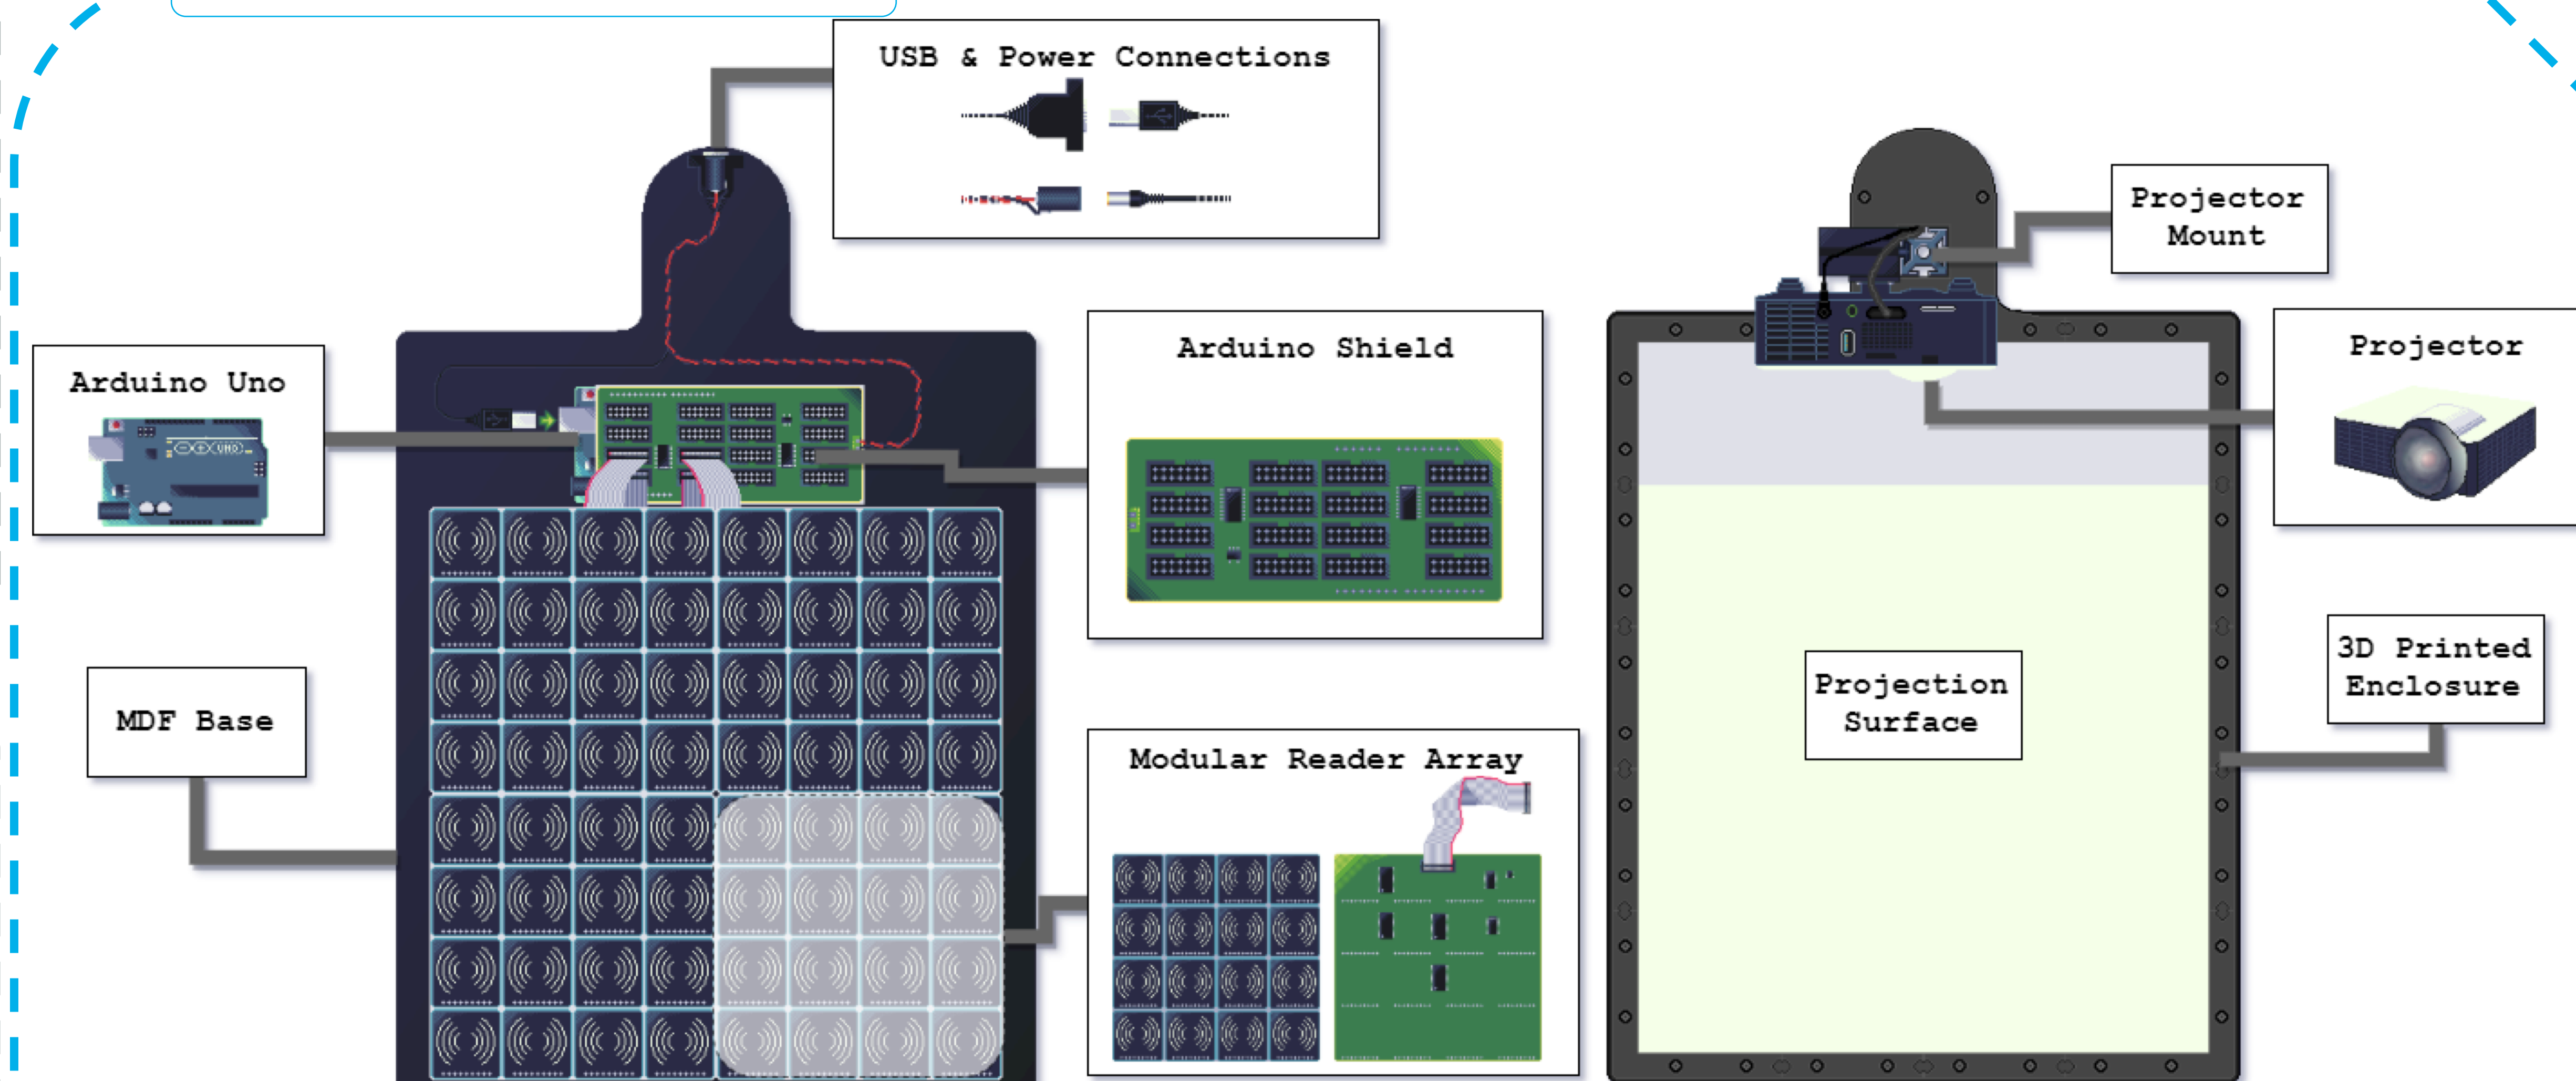 USB & Power Connections
Projector
Mount
Arduino Uno
UNO
Arduino Shield
Projector
MDF Base
Modular Reader Array
Projection
Surface
3D Printed
Enclosure